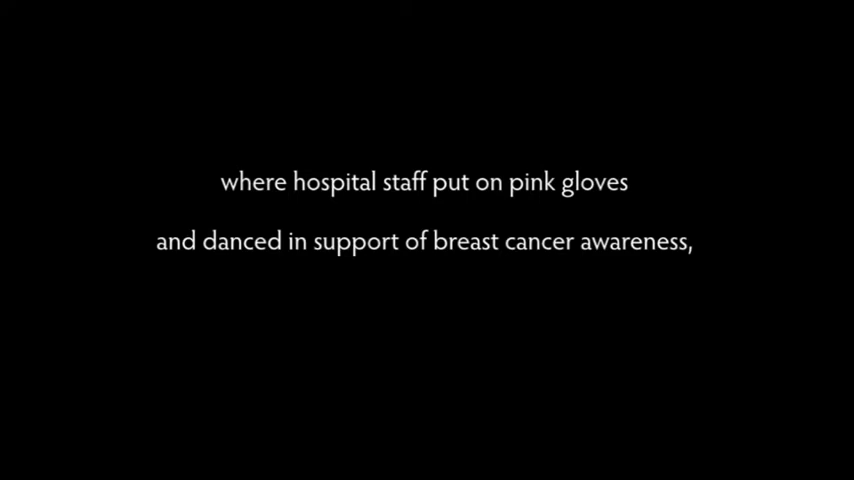 where hospital staff put on pink gloves
and danced in support of breast cancer awareness,